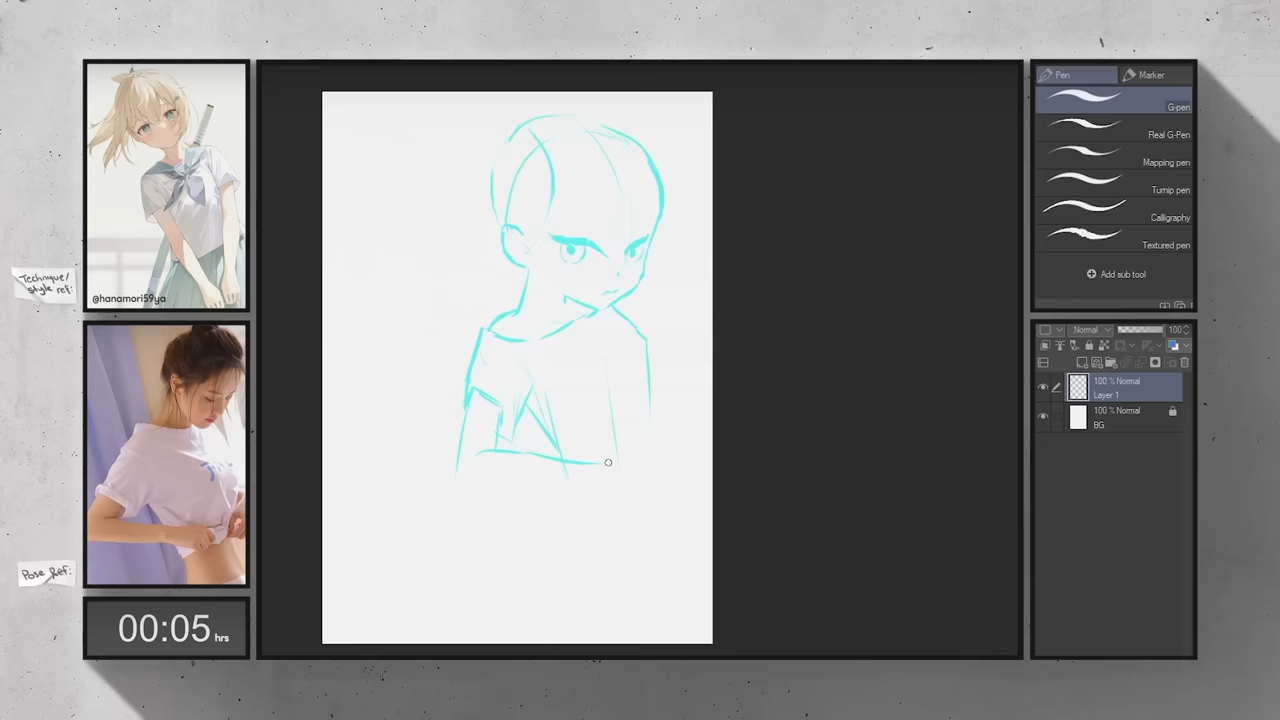 Technique/
style ref:
@hanamori59ya
Pose Ref:
00:05 hrs
Pen
Marker
G-pen
Real G-Pen
Mapping pen
Turnip pen
Calligraphy
Textured pen
Add sub tool
Normal
100
100 % Normal
Layer 1
100 % Normal
BG